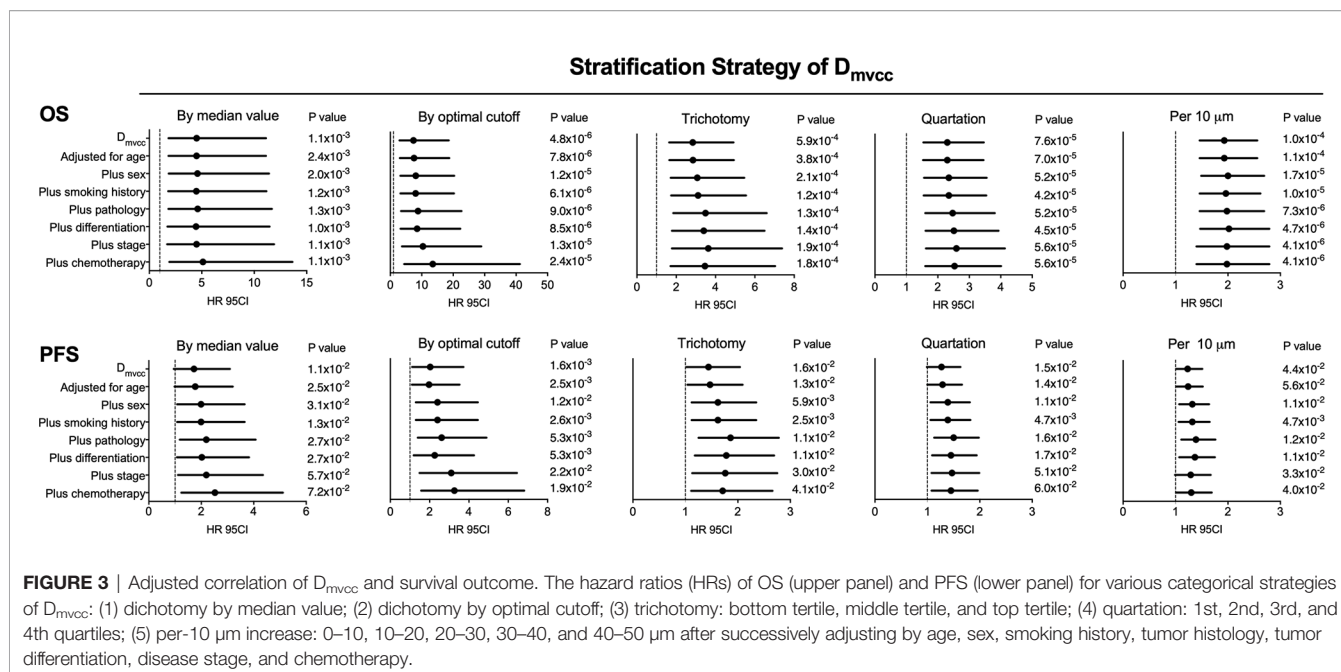 Stratification Strategy of Dmvcc
OS
By median value P value
By optimal cutoff P value
Trichotomy P value
Quartation P value
Per 10 μm P value
Dmvcc 1.1x10-3 4.8x10-6 5.9x10-4 7.6x10-5 1.0x10-4
Adjusted for age 2.4x10-3 7.8x10-6 3.8x10-4 7.0x10-5 1.1x10-4
Plus sex 2.0x10-3 1.2x10-5 2.1x10-4 5.2x10-5 1.7x10-5
Plus smoking history 1.2x10-3 6.1x10-6 1.2x10-4 4.2x10-5 1.0x10-5
Plus pathology 1.3x10-3 9.0x10-6 1.3x10-4 5.2x10-5 7.3x10-6
Plus differentiation 1.0x10-3 8.5x10-6 1.4x10-4 4.5x10-5 4.7x10-6
Plus stage 1.1x10-3 1.3x10-5 1.9x10-4 5.6x10-5 4.1x10-6
Plus chemotherapy 1.1x10-3 2.4x10-5 1.8x10-4 5.6x10-5 4.1x10-6
0 5 10 15 0 10 20 30 40 50 0 2 4 6 8 0 1 2 3 4 5 0 1 2 3
HR 95CI HR 95CI HR 95CI HR 95CI HR 95CI
PFS
By median value P value
By optimal cutoff P value
Trichotomy P value
Quartation P value
Per 10 μm P value
Dmvcc 1.1x10-2 1.6x10-3 1.6x10-2 1.5x10-2 4.4x10-2
Adjusted for age 2.5x10-2 2.5x10-3 1.3x10-2 1.4x10-2 5.6x10-2
Plus sex 3.1x10-2 1.2x10-2 5.9x10-3 1.1x10-2 1.1x10-2
Plus smoking history 1.3x10-2 2.6x10-3 2.5x10-3 4.7x10-3 4.7x10-3
Plus pathology 2.7x10-2 5.3x10-3 1.1x10-2 1.6x10-2 1.2x10-2
Plus differentiation 2.7x10-2 5.3x10-3 1.1x10-2 1.7x10-2 1.1x10-2
Plus stage 5.7x10-2 2.2x10-2 3.0x10-2 5.1x10-2 3.3x10-2
Plus chemotherapy 7.2x10-2 1.9x10-2 4.1x10-2 6.0x10-2 4.0x10-2
0 2 4 6 0 2 4 6 8 0 1 2 3 0 1 2 3 0 1 2 3
HR 95CI HR 95CI HR 95CI HR 95CI HR 95CI
FIGURE 3 | Adjusted correlation of Dmvcc and survival outcome. The hazard ratios (HRs) of OS (upper panel) and PFS (lower panel) for various categorical strategies
of Dmvcc: (1) dichotomy by median value; (2) dichotomy by optimal cutoff; (3) trichotomy: bottom tertile, middle tertile, and top tertile; (4) quartation: 1st, 2nd, 3rd, and
4th quartiles; (5) per-10 μm increase: 0–10, 10–20, 20–30, 30–40, and 40–50 μm after successively adjusting by age, sex, smoking history, tumor histology, tumor
differentiation, disease stage, and chemotherapy.